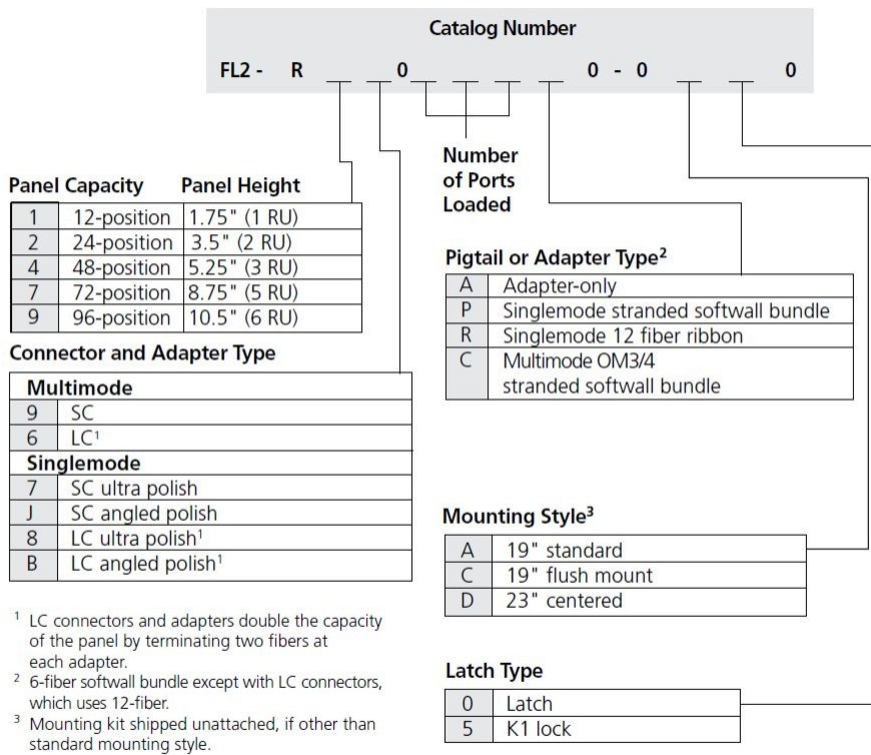 Catalog Number
FL2 - R __ __ 0 __ __ __ __ 0 - 0 __ __ 0
Number
of Ports
Loaded
Panel Capacity Panel Height
1 12-position 1.75" (1 RU)
2 24-position 3.5" (2 RU)
4 48-position 5.25" (3 RU)
7 72-position 8.75" (5 RU)
9 96-position 10.5" (6 RU)
Connector and Adapter Type
Multimode
9 SC
6 LC¹
Singlemode
7 SC ultra polish
J SC angled polish
8 LC ultra polish¹
B LC angled polish¹
¹ LC connectors and adapters double the capacity
of the panel by terminating two fibers at
each adapter.
² 6-fiber softwall bundle except with LC connectors,
which uses 12-fiber.
³ Mounting kit shipped unattached, if other than
standard mounting style.
Pigtail or Adapter Type²
A Adapter-only
P Singlemode stranded softwall bundle
R Singlemode 12 fiber ribbon
C Multimode OM3/4
stranded softwall bundle
Mounting Style³
A 19" standard
C 19" flush mount
D 23" centered
Latch Type
0 Latch
5 K1 lock